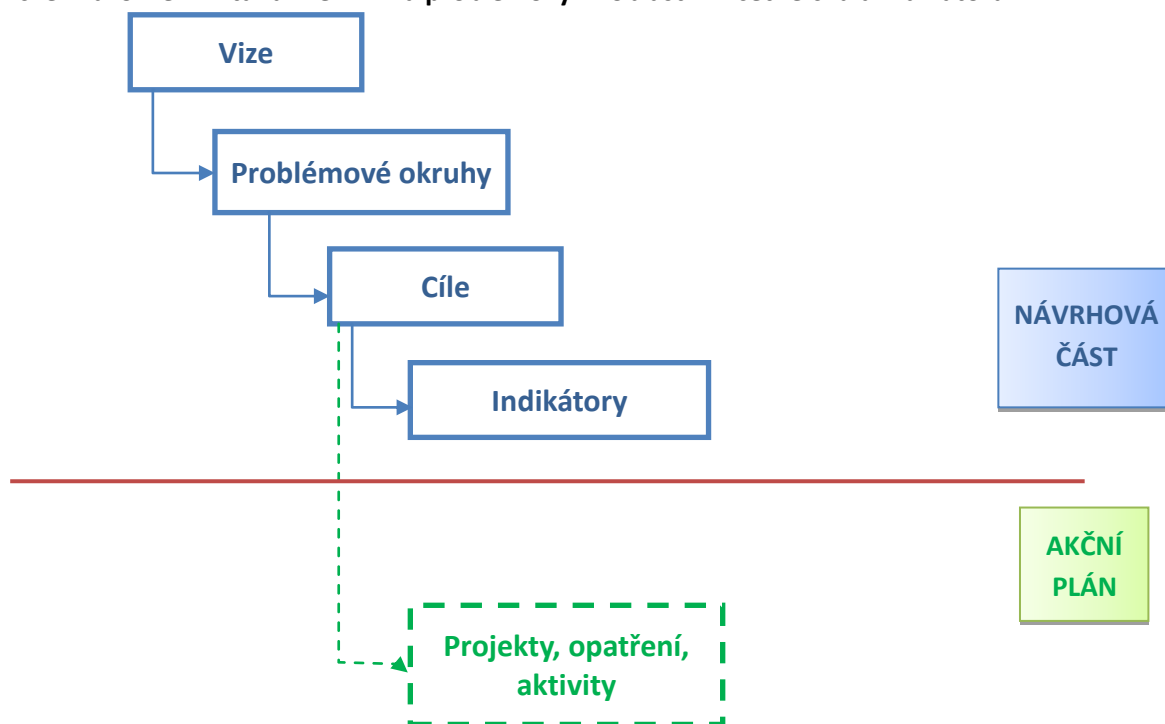 Vize
Problémové okruhy
Cíle
NÁVRHOVÁ
ČÁST
Indikátory
AKČNÍ
PLÁN
Projekty, opatření,
aktivity